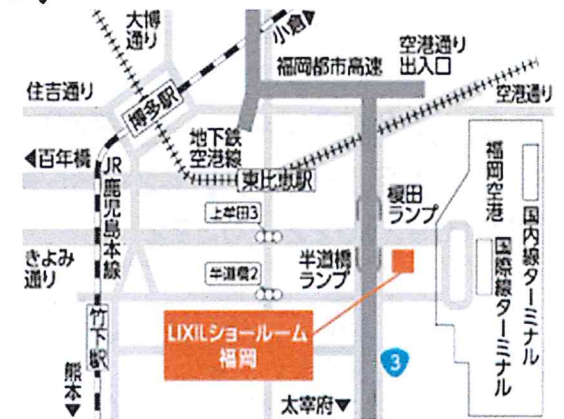 大博
通り
小倉▶
空港通り
出入口
福岡都市高速
住吉通り
空港通り
博多駅
地下鉄
空港線
◀百年橋
東比恵駅
JR鹿児島本線
榎田
ランプ
福岡空港
国内線ターミナル
国際線ターミナル
上牟田3
きよみ
通り
半道橋2
半道橋
ランプ
竹下駅
LIXILショールーム
福岡
3
熊本▼
太宰府▼